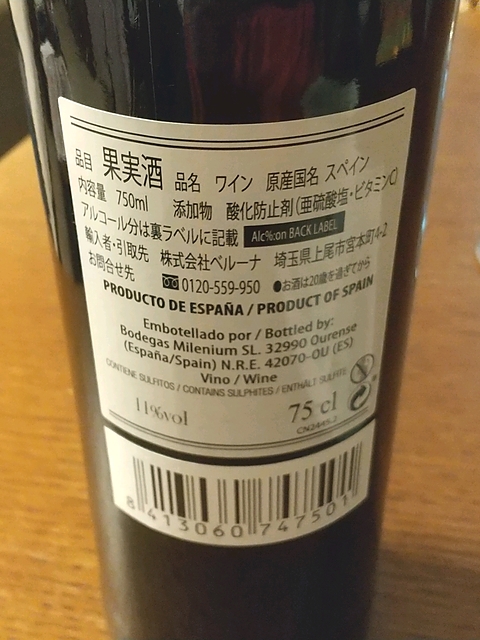 品目 果実酒 品名 ワイン 原産国名 スペイン
内容量 750ml 添加物 酸化防止剤(亜硫酸塩・ビタミンC)
アルコール分は裏ラベルに記載 Alc%:on BACK LABEL
輸入者・引取先 株式会社ベルーナ 埼玉県上尾市宮本町4-2
お問合せ先 0120-559-950 ●お酒は20歳を過ぎてから
PRODUCTO DE ESPAÑA / PRODUCT OF SPAIN
Embotellado por / Bottled by:
Bodegas Milenium SL. 32990 Ourense
(España/Spain) N.R.E. 42070-OU (ES)
Vino / Wine
CONTIENE SULFITOS / CONTAINS SULPHITES / ENTHÄLT SULFITE
11%vol 75 cl
8 413060 747501